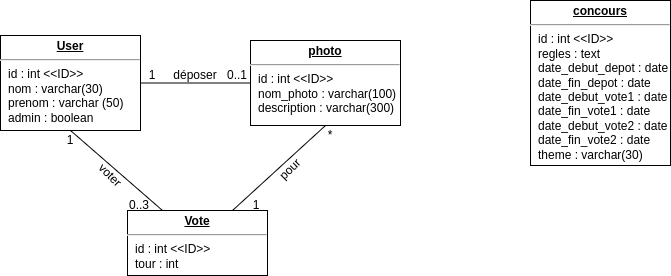 User
id : int <<ID>>
nom : varchar(30)
prenom : varchar (50)
admin : boolean
1 déposer 0..1
photo
id : int <<ID>>
nom_photo : varchar(100)
description : varchar(300)
concours
id : int <<ID>>
regles : text
date_debut_depot : date
date_fin_depot : date
date_debut_vote1 : date
date_fin_vote1 : date
date_debut_vote2 : date
date_fin_vote2 : date
theme : varchar(30)
1
voter
0..3
*
pour
1
Vote
id : int <<ID>>
tour : int